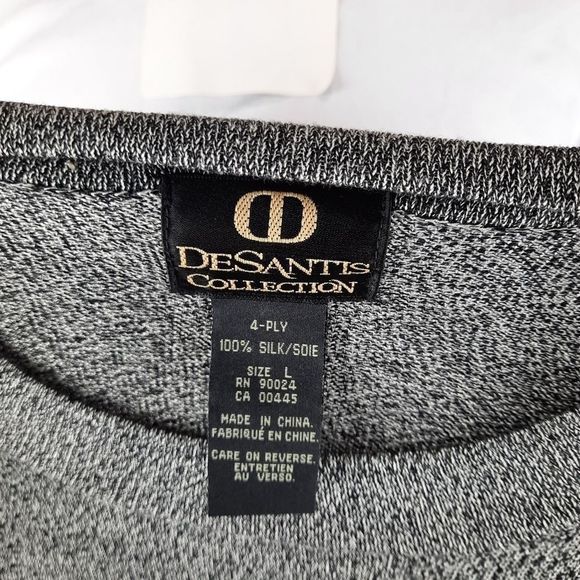 DESANTIS
COLLECTION
4-PLY
100% SILK/SOIE
SIZE L
RN 90024
CA 00445
MADE IN CHINA.
FABRIQUÉ EN CHINE.
CARE ON REVERSE.
ENTRETIEN
AU VERSO.